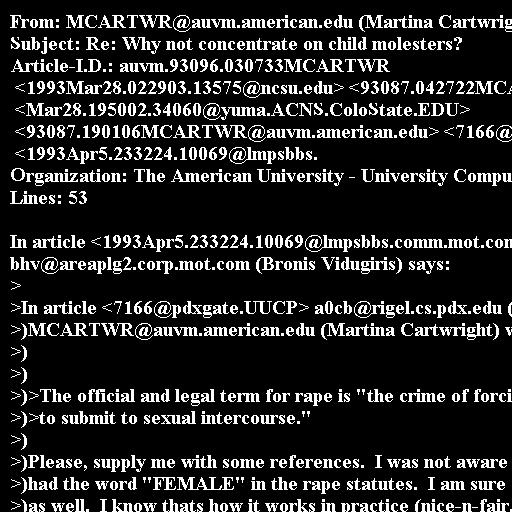 From: MCARTWR@auvm.american.edu (Martina Cartwrig
Subject: Re: Why not concentrate on child molesters?
Article-I.D.: auvm.93096.030733MCARTWR
<1993Mar28.022903.13575@ncsu.edu> <93087.042722MCA
<Mar28.195002.34060@yuma.ACNS.ColoState.EDU>
<93087.190106MCARTWR@auvm.american.edu> <7166@
<1993Apr5.233224.10069@lmpsbbs.
Organization: The American University - University Compu
Lines: 53

In article <1993Apr5.233224.10069@lmpsbbs.comm.mot.con
bhv@areaplg2.corp.mot.com (Bronis Vidugiris) says:
>
>In article <7166@pdxgate.UUCP> a0cb@rigel.cs.pdx.edu (
>)MCARTWR@auvm.american.edu (Martina Cartwright) v
>)
>)
>)>The official and legal term for rape is "the crime of forci
>)>to submit to sexual intercourse."
>)
>)Please, supply me with some references.  I was not aware
>)had the word "FEMALE" in the rape statutes.  I am sure
>)as well.  I know thats how it works in practice (nice-n-fair.